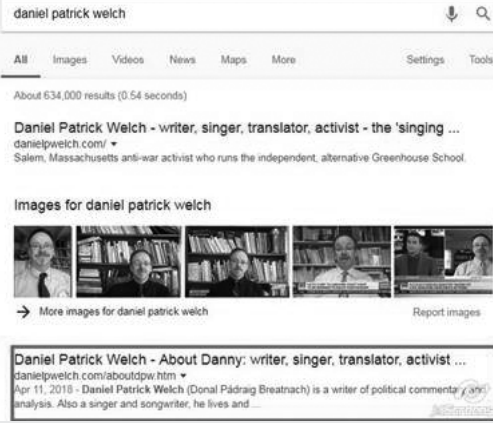 daniel patrick welch
All Images Videos News Maps More Settings Tools
About 634,000 results (0.54 seconds)
Daniel Patrick Welch - writer, singer, translator, activist - the 'singing ...
danielpwelch.com/
Salem, Massachusetts anti-war activist who runs the independent, alternative Greenhouse School.
Images for daniel patrick welch
More images for daniel patrick welch Report images
Daniel Patrick Welch - About Danny: writer, singer, translator, activist ...
danielpwelch.com/aboutdpw.htm
Apr 11, 2018 - Daniel Patrick Welch (Donal Pádraig Breatnach) is a writer of political commentary and
analysis. Also a singer and songwriter, he lives and ...